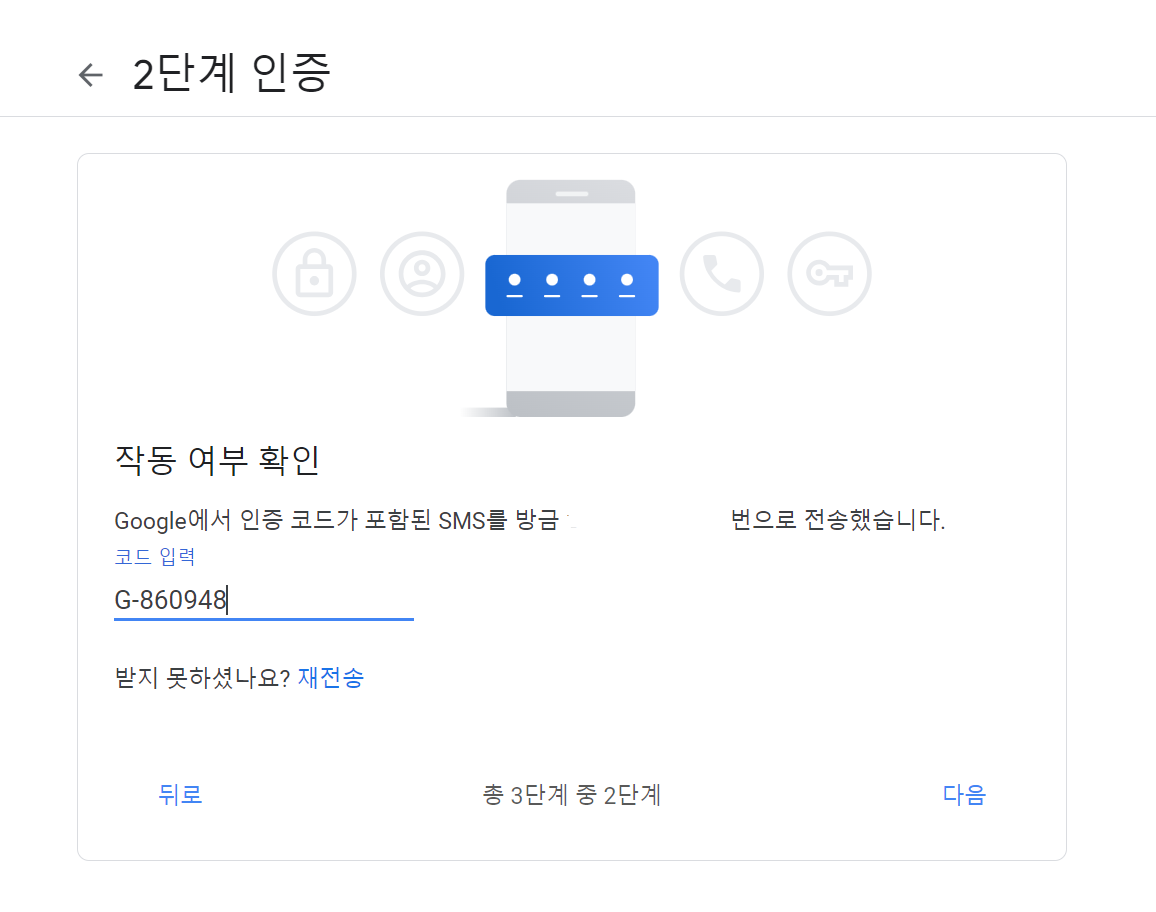 2단계 인증
작동 여부 확인
Google에서 인증 코드가 포함된 SMS를 방금 번으로 전송했습니다.
코드 입력
G-860948
받지 못하셨나요? 재전송
뒤로 총 3단계 중 2단계 다음